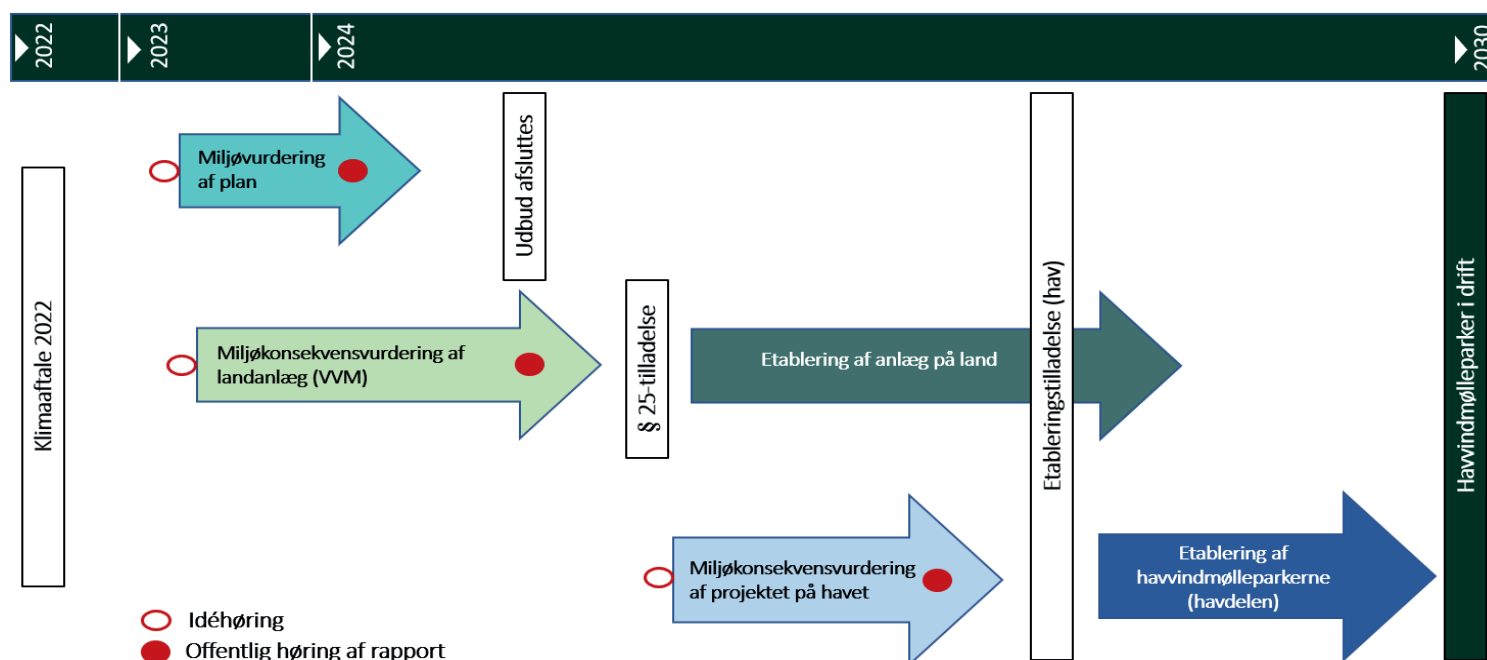 2022
2023
2024
2030
Klimaaftale 2022
Miljøvurdering
af plan
Udbud afsluttes
Miljøkonsekvensvurdering af
landanlæg (VVM)
§ 25-tilladelse
Etablering af anlæg på land
Etableringstilladelse (hav)
Havvindmølleparker i drift
Miljøkonsekvensvurdering
af projektet på havet
Etablering af
havvindmølleparkerne
(havdelen)
Idéhøring
Offentlig høring af rapport